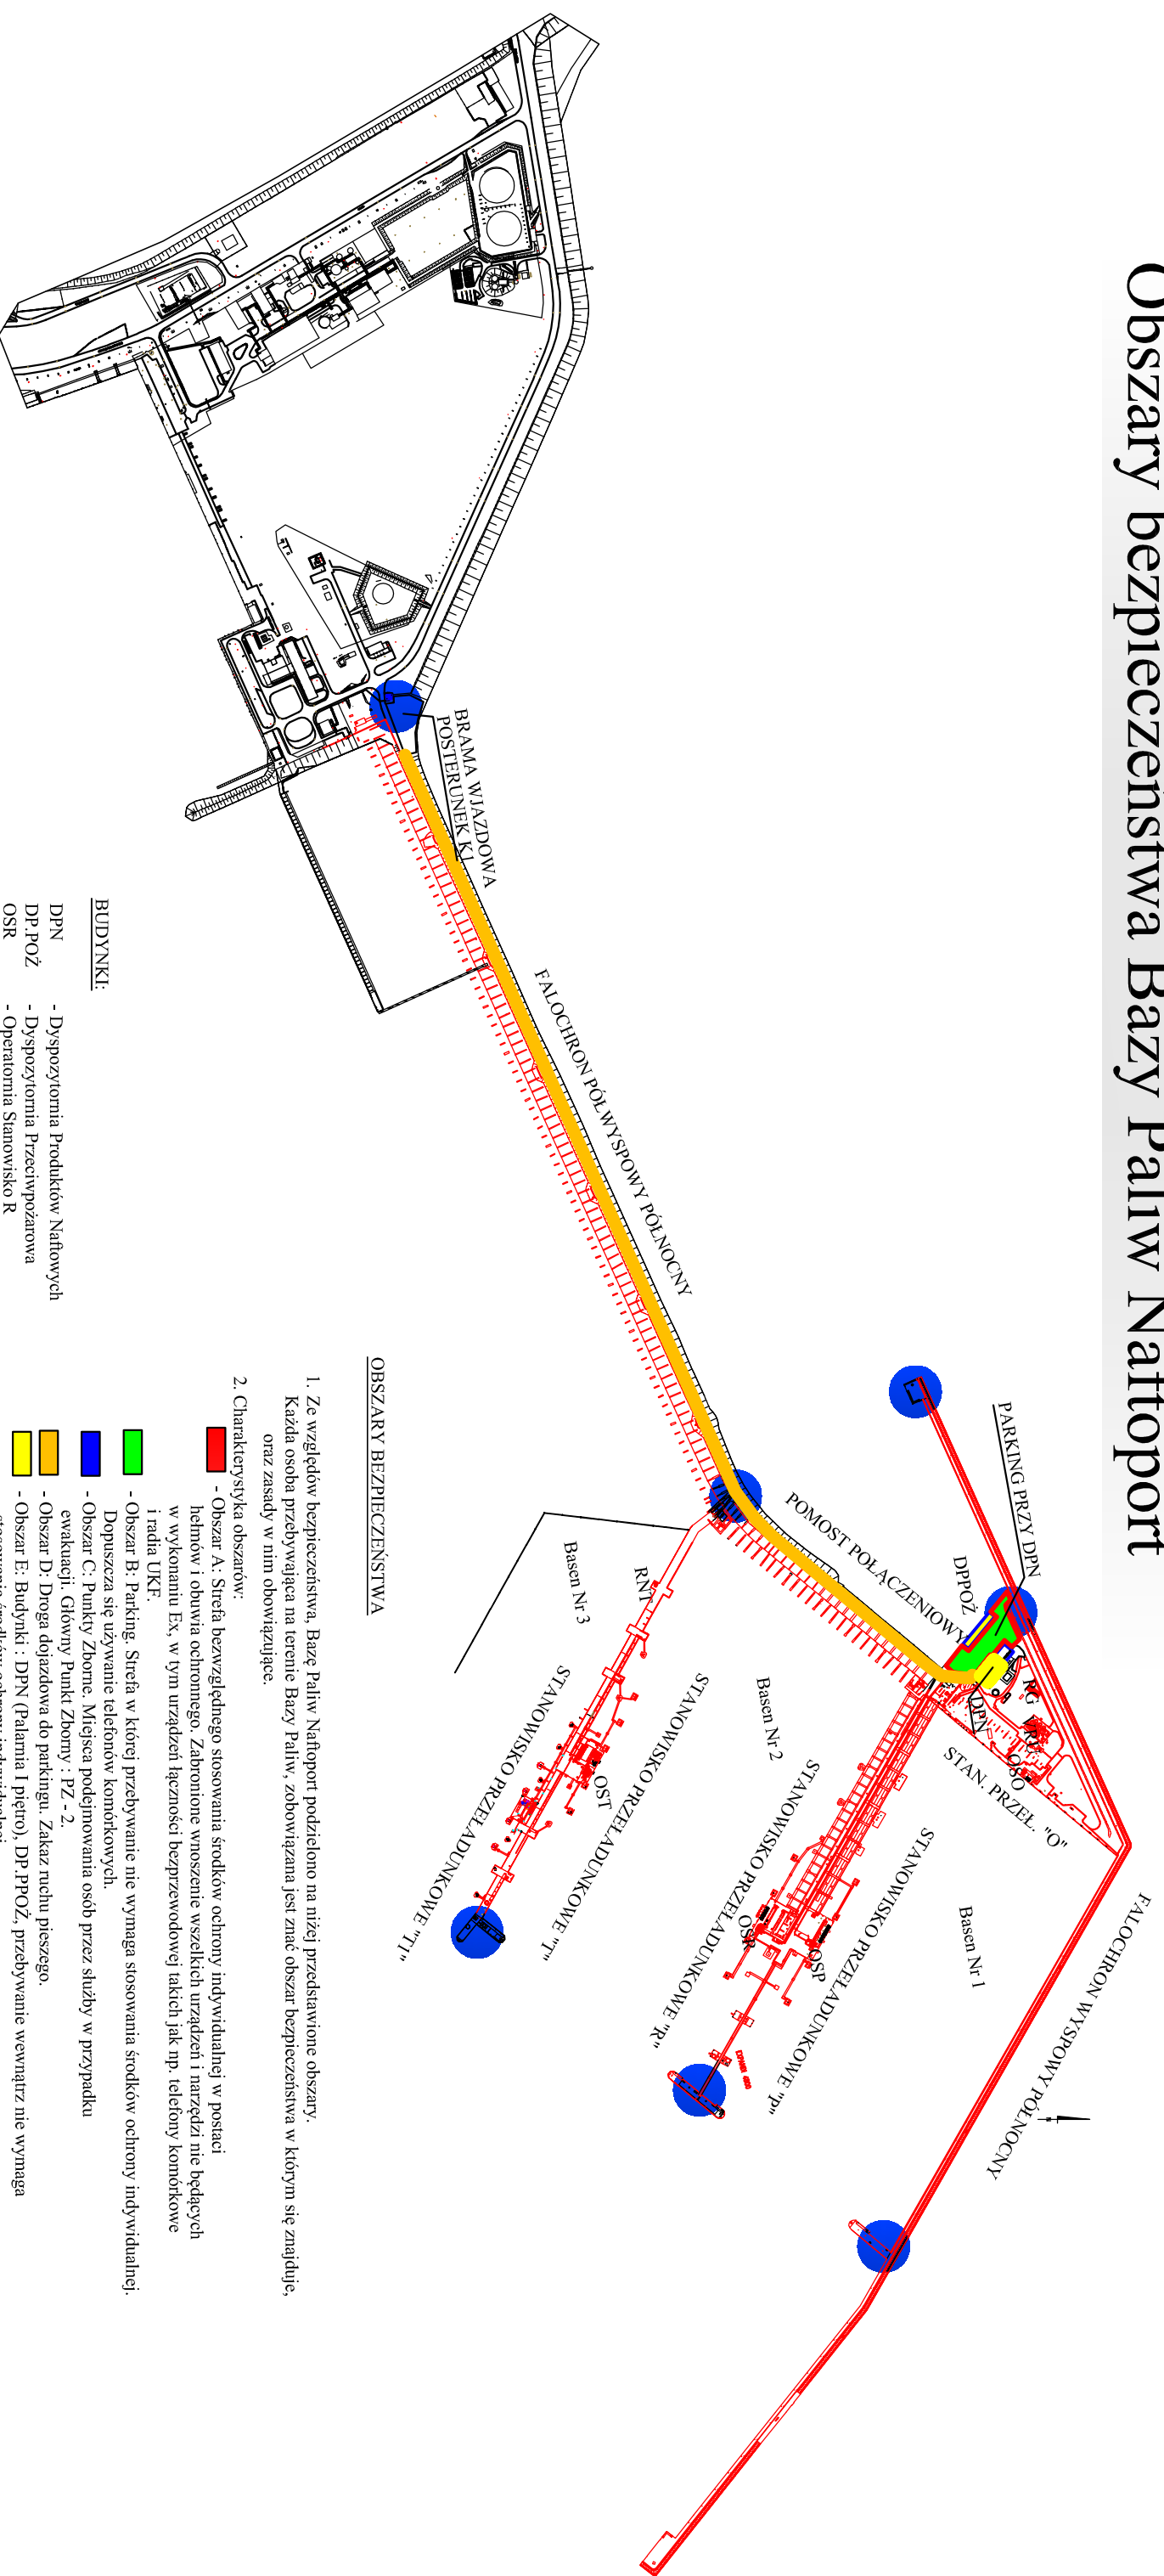 Obszary bezpieczeństwa Bazy Paliw Naftoport
FALOCHRON WYSPOWY PÓŁNOCNY
PARKING PRZY DPN
DPPOŻ
RG
DPN
OSO
STAN. PRZEŁ. "O"
Basen Nr 1
POMOST POŁĄCZENIOWY
STANOWISKO PRZEŁADUNKOWE "P"
OSP
OSR
STANOWISKO PRZEŁADUNKOWE "R"
Basen Nr 2
STANOWISKO PRZEŁADUNKOWE "T"
OST
RNT
STANOWISKO PRZEŁADUNKOWE "T1"
Basen Nr 3
FALOCHRON PÓŁWYSPOWY PÓŁNOCNY
BRAMA WJAZDOWA
POSTERUNEK K1
OBSZARY BEZPIECZEŃSTWA
1. Ze względów bezpieczeństwa, Bazę Paliw Naftoport podzielono na niżej przedstawione obszary.
Każda osoba przebywająca na terenie Bazy Paliw, zobowiązana jest znać obszar bezpieczeństwa w którym się znajduje,
oraz zasady w nim obowiązujące.
2. Charakterystyka obszarów:
- Obszar A: Strefa bezwzględnego stosowania środków ochrony indywidualnej w postaci
hełmów i obuwia ochronnego. Zabronione wnoszenie wszelkich urządzeń i narzędzi nie będących
w wykonaniu Ex, w tym urządzeń łączności bezprzewodowej takich jak np. telefony komórkowe
i radia UKF.
- Obszar B: Parking. Strefa w której przebywanie nie wymaga stosowania środków ochrony indywidualnej.
Dopuszcza się używanie telefonów komórkowych.
- Obszar C: Punkty Zborne. Miejsca podejmowania osób przez służby w przypadku
ewakuacji. Główny Punkt Zborny : PZ - 2.
- Obszar D: Droga dojazdowa do parkingu. Zakaz ruchu pieszego.
- Obszar E: Budynki : DPN (Palarnia I piętro), DP.PPOŻ, przebywanie wewnątrz nie wymaga
stosowania środków ochrony indywidualnej.
BUDYNKI:
DPN - Dyspozytornia Produktów Naftowych
DP.POŻ - Dyspozytornia Przeciwpożarowa
OSR - Operatornia Stanowisko R